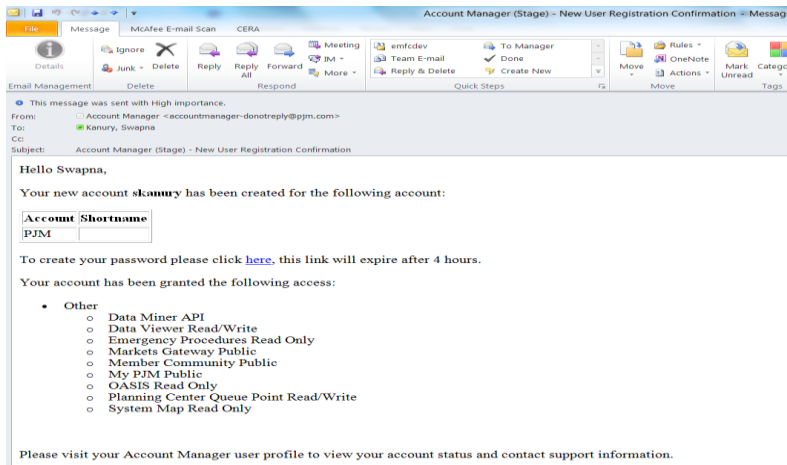 Account Manager (Stage) - New User Registration Confirmation - Messag
File Message McAfee E-mail Scan CERA
Details
Ignore
Junk
Delete
Reply
Reply All
Forward
Meeting
IM
More
emfcdev
Team E-mail
Reply & Delete
To Manager
Done
Create New
Move
Rules
OneNote
Actions
Mark Unread
Catego
Email Management Delete Respond Quick Steps Move Tags
This message was sent with High importance.
From: Account Manager <accountmanager-donotreply@pjm.com>
To: Kanury, Swapna
Cc:
Subject: Account Manager (Stage) - New User Registration Confirmation
Hello Swapna,
Your new account skanury has been created for the following account:
Account Shortname
PJM
To create your password please click here, this link will expire after 4 hours.
Your account has been granted the following access:
• Other
o Data Miner API
o Data Viewer Read/Write
o Emergency Procedures Read Only
o Markets Gateway Public
o Member Community Public
o My PJM Public
o OASIS Read Only
o Planning Center Queue Point Read/Write
o System Map Read Only
Please visit your Account Manager user profile to view your account status and contact support information.